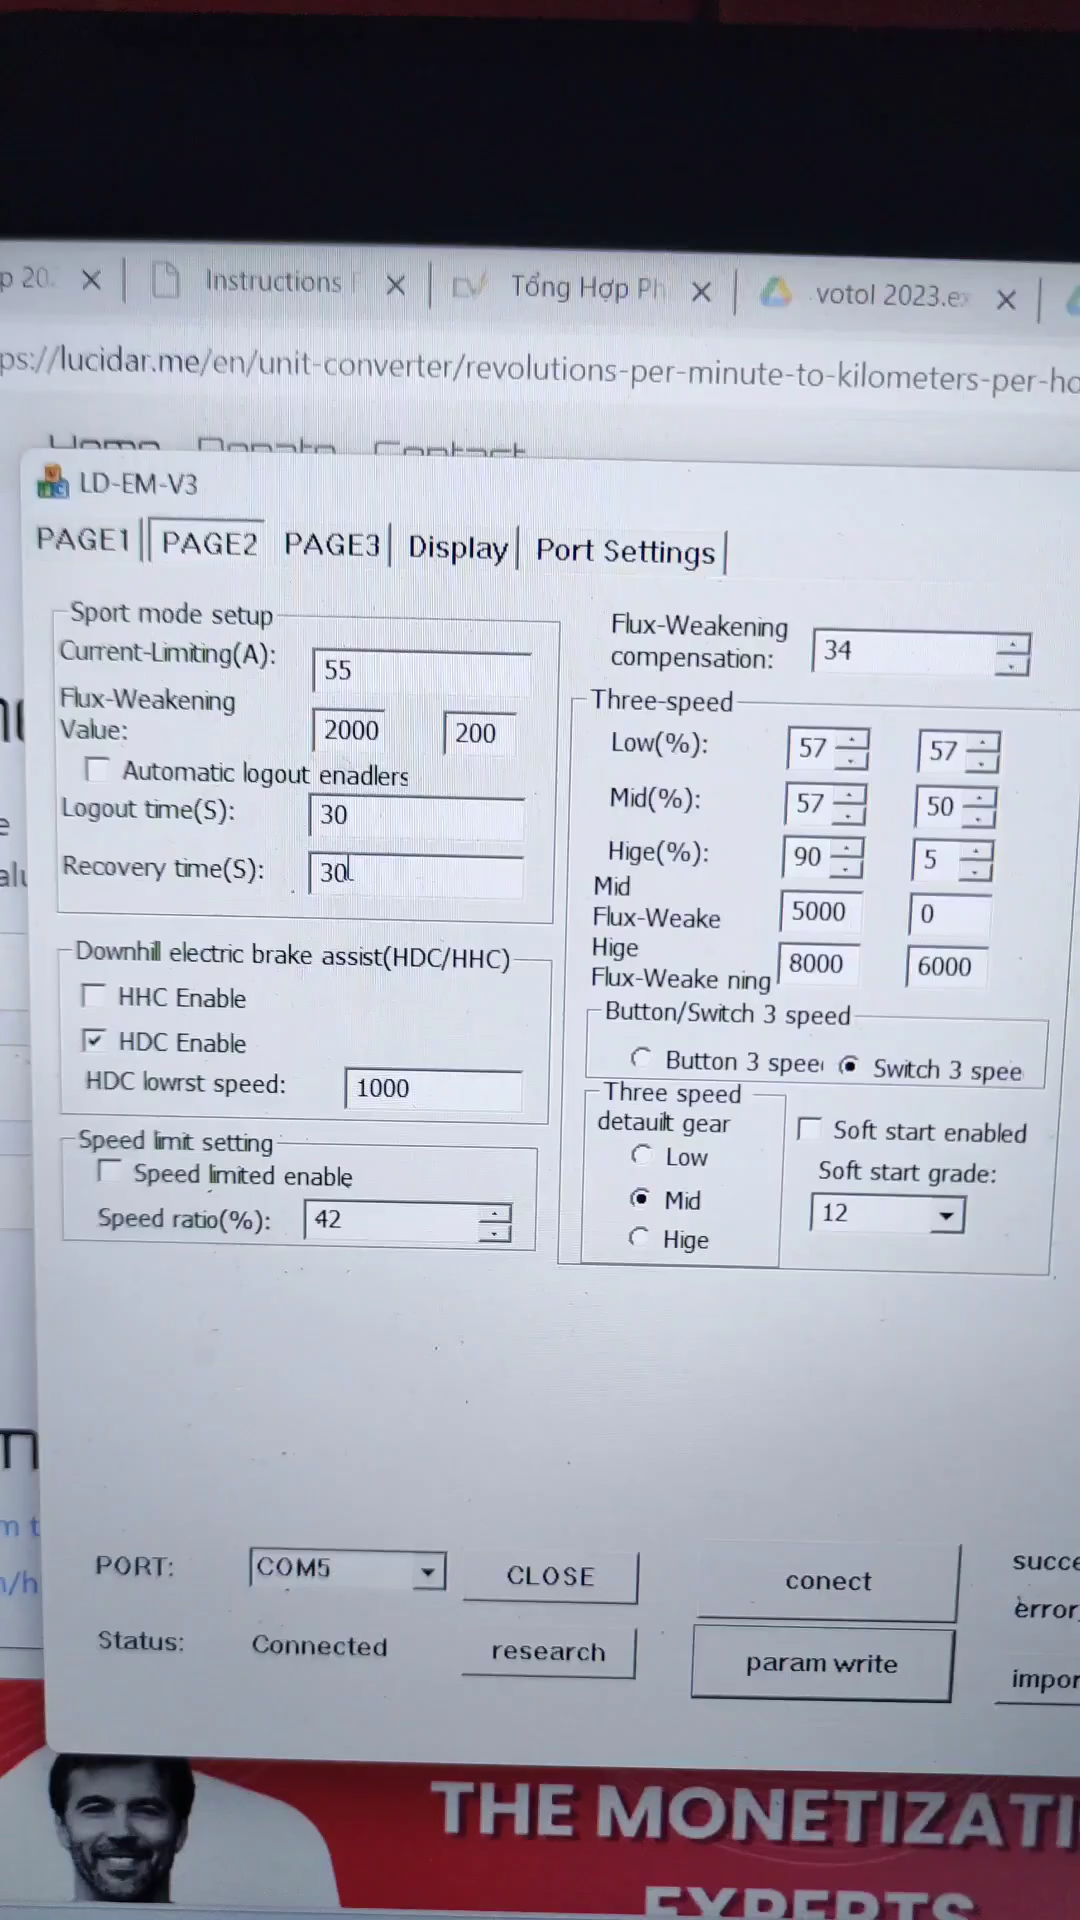 p 20. Instructions Tổng Hợp Ph votol 2023.ex
ps://lucidar.me/en/unit-converter/revolutions-per-minute-to-kilometers-per-ho
Home Donate Contact
LD-EM-V3
PAGE1 PAGE2 PAGE3 Display Port Settings
Sport mode setup
Current-Limiting(A): 55
Flux-Weakening
Value: 2000 200
Automatic logout enadlers
Logout time(S): 30
Recovery time(S): 30
Downhill electric brake assist(HDC/HHC)
HHC Enable
HDC Enable
HDC lowrst speed: 1000
Speed limit setting
Speed limited enable
Speed ratio(%): 42
Flux-Weakening
compensation: 34
Three-speed
Low(%): 57 57
Mid(%): 57 50
Hige(%): 90 5
Mid
Flux-Weake 5000 0
Hige
Flux-Weake ning 8000 6000
Button/Switch 3 speed
Button 3 speed Switch 3 spee
Three speed
detault gear
Low
Mid
Hige
Soft start enabled
Soft start grade:
12
PORT: COM5 CLOSE conect succe
error
Status: Connected research param write impor
THE MONETIZATI
EXPERTS